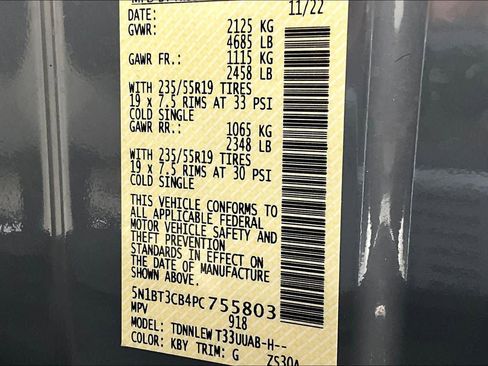 DATE: 11/22
GVWR: 2125 KG
4685 LB
GAWR FR.: 1115 KG
2458 LB
WITH 235/55R19 TIRES
19 x 7.5 RIMS AT 33 PSI
COLD SINGLE
GAWR RR.: 1065 KG
2348 LB
WITH 235/55R19 TIRES
19 x 7.5 RIMS AT 30 PSI
COLD SINGLE
THIS VEHICLE CONFORMS TO
ALL APPLICABLE FEDERAL
MOTOR VEHICLE SAFETY AND
THEFT PREVENTION
STANDARDS IN EFFECT ON
THE DATE OF MANUFACTURE
SHOWN ABOVE.
5N1BT3CB4PC755803
MPV 918
MODEL: TDNNLEW T33UUAB-H--
COLOR: KBY TRIM: G ZS30A